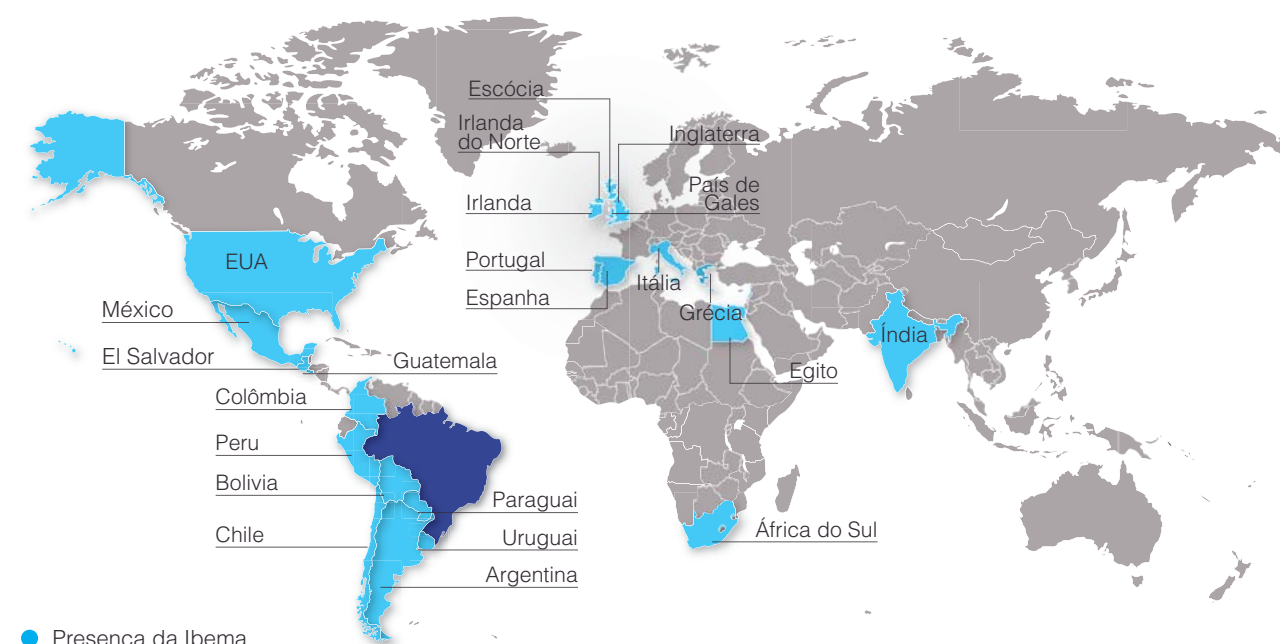 Escócia
Irlanda
do Norte
Inglaterra
País de
Gales
Irlanda
Portugal
Espanha
Itália
Grécia
EUA
México
El Salvador
Guatemala
Egito
Índia
Colômbia
Peru
Bolivia
Paraguai
Chile
Uruguai
Argentina
África do Sul
Presença da Ibema